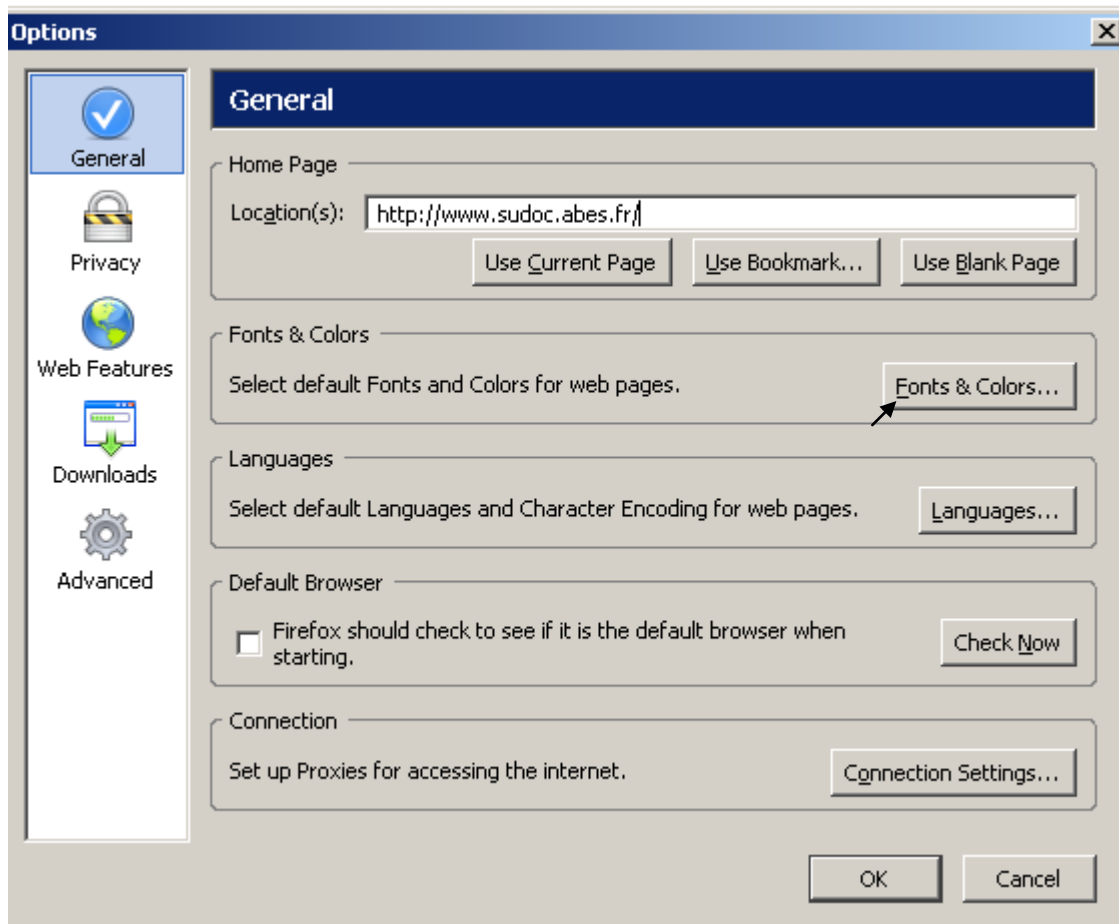 Options
General
Privacy
Web Features
Downloads
Advanced
General
Home Page
Location(s): http://www.sudoc.abes.fr/
Use Current Page Use Bookmark... Use Blank Page
Fonts & Colors
Select default Fonts and Colors for web pages. Fonts & Colors...
Languages
Select default Languages and Character Encoding for web pages. Languages...
Default Browser
Firefox should check to see if it is the default browser when
starting.
Check Now
Connection
Set up Proxies for accessing the internet. Connection Settings...
OK Cancel